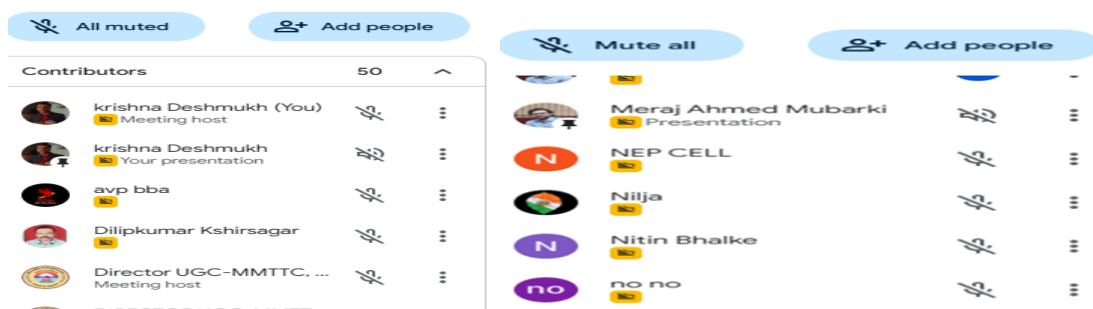 All muted
Add people
Contributors 50
krishna Deshmukh (You)
Meeting host
krishna Deshmukh
Your presentation
avp bba
Dilipkumar Kshirsagar
Director UGC-MMTTC, ...
Meeting host
Mute all
Add people
Meraj Ahmed Mubarki
Presentation
N
NEP CELL
Nilja
N
Nitin Bhalke
no
no no